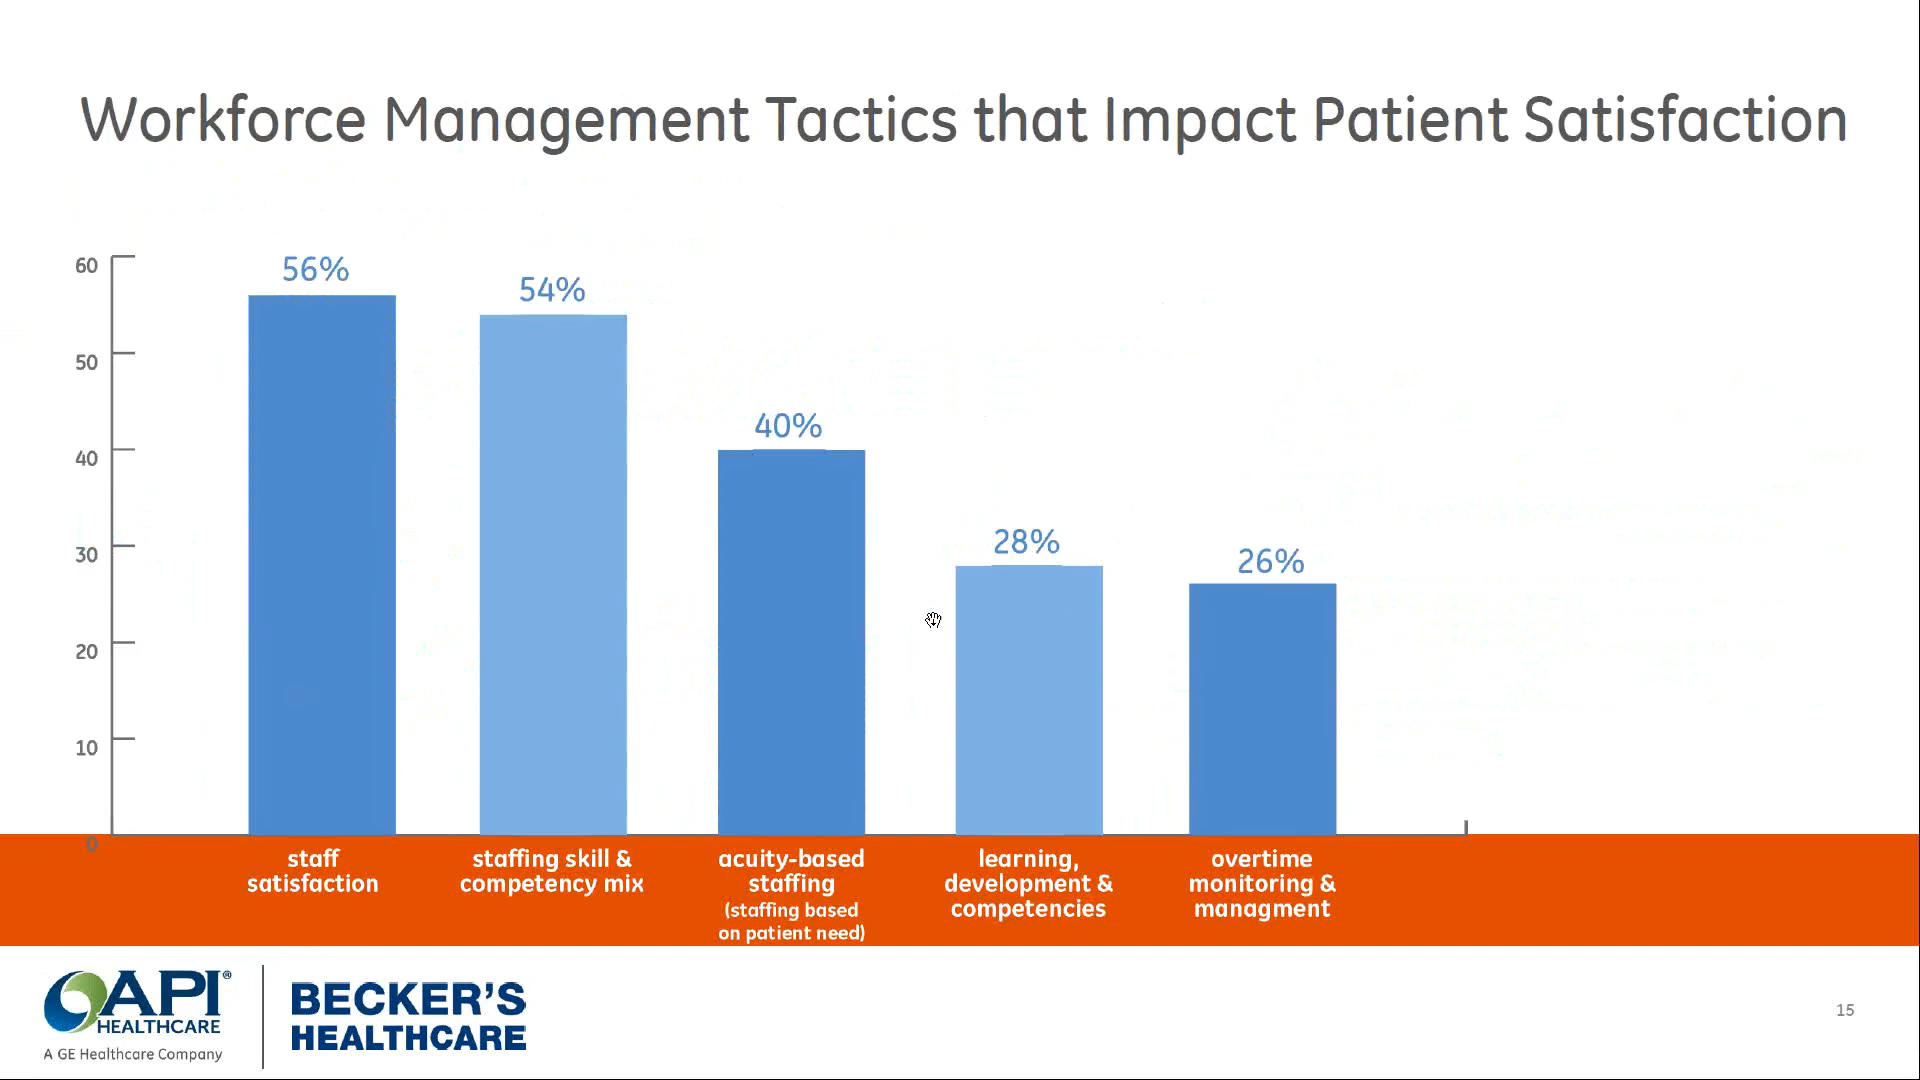 Workforce Management Tactics that Impact Patient Satisfaction
60
50
40
30
20
10
0
56%
54%
40%
28%
26%
staff
satisfaction
staffing skill &
competency mix
acuity-based
staffing
(staffing based
on patient need)
learning,
development &
competencies
overtime
monitoring &
managment
API®
HEALTHCARE
A GE Healthcare Company
BECKER'S
HEALTHCARE
15